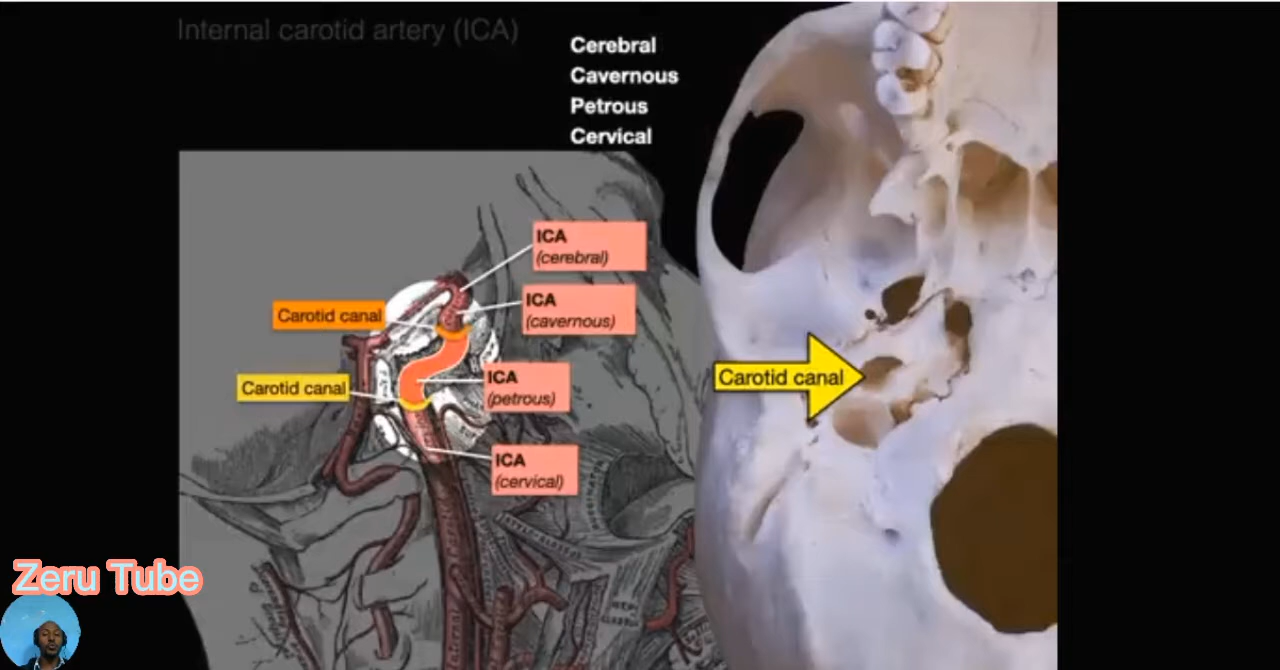 Internal carotid artery (ICA)
Cerebral
Cavernous
Petrous
Cervical
ICA
(cerebral)
ICA
(cavernous)
Carotid canal
ICA
(petrous)
Carotid canal
Carotid canal
ICA
(cervical)
Zeru Tube